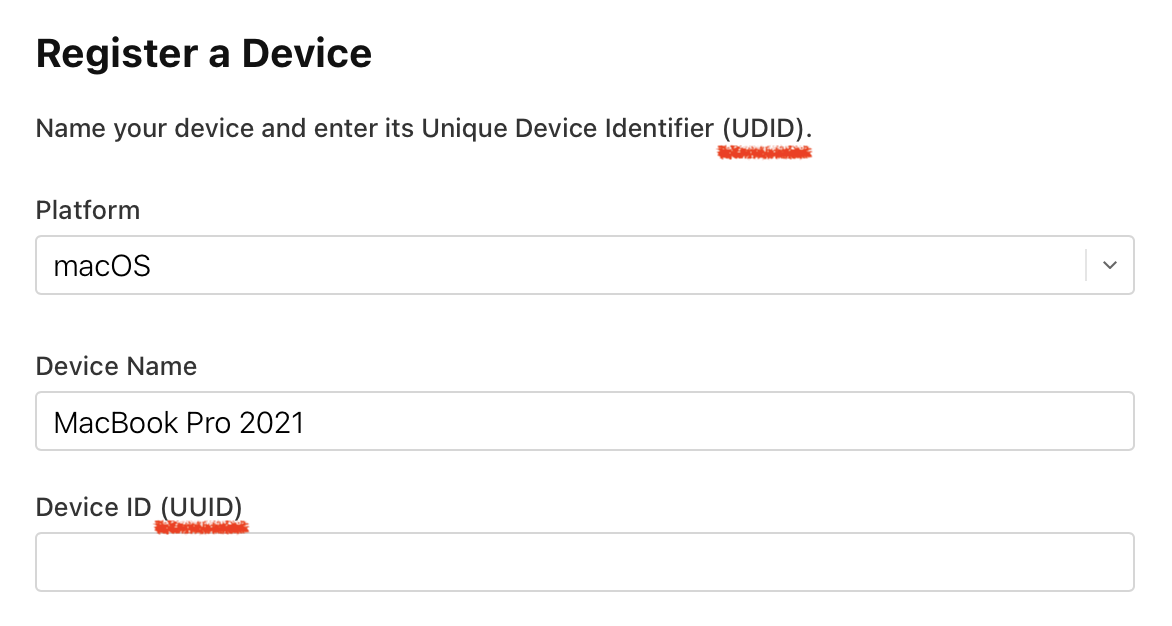 Register a Device
Name your device and enter its Unique Device Identifier (UDID).
Platform
macOS
Device Name
MacBook Pro 2021
Device ID (UUID)